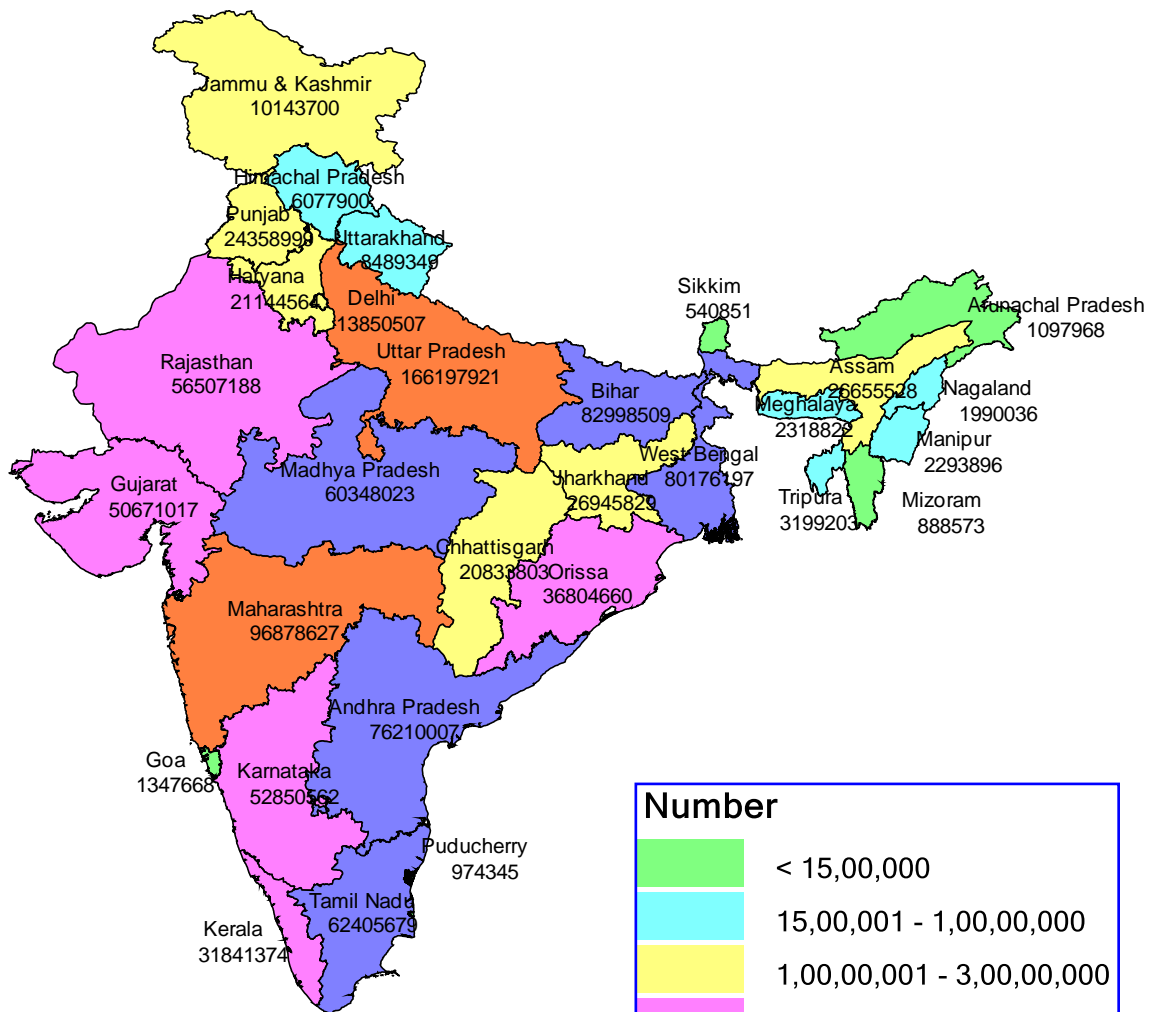 Jammu & Kashmir
10143700
Himachal Pradesh
6077900
Punjab
24358999
Uttarakhand
8489349
Haryana
21144564
Delhi
13850507
Sikkim
540851
Arunachal Pradesh
1097968
Rajasthan
56507188
Uttar Pradesh
166197921
Bihar
82998509
Assam
26655528
Nagaland
1990036
Meghalaya
2318822
Manipur
2293896
Madhya Pradesh
60348023
West Bengal
80176197
Jharkhand
26945829
Gujarat
50671017
Tripura
3199203
Mizoram
888573
Chhattisgarh
20833803
Orissa
36804660
Maharashtra
96878627
Andhra Pradesh
76210007
Goa
1347668
Karnataka
52850562
Puducherry
974345
Tamil Nadu
62405679
Kerala
31841374
Number
< 15,00,000
15,00,001 - 1,00,00,000
1,00,00,001 - 3,00,00,000